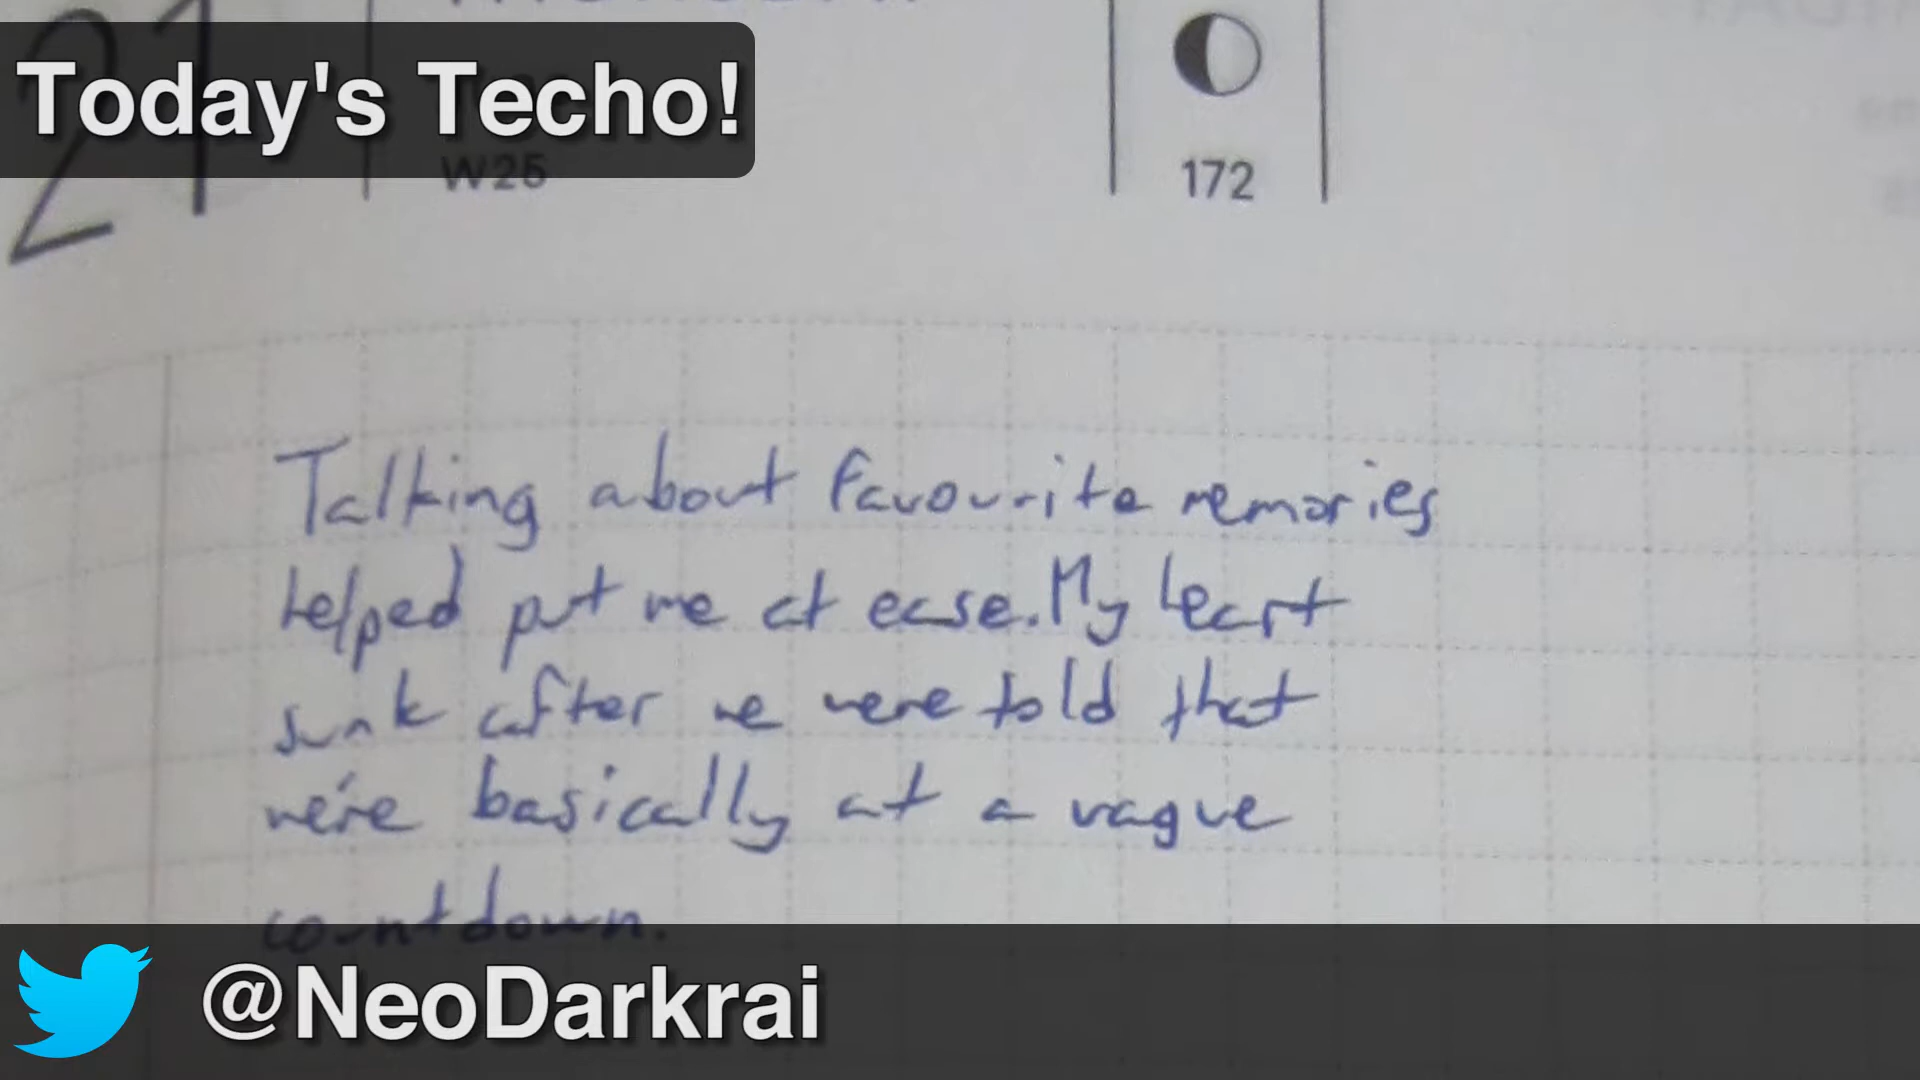 21
Today's Techo!
W25
172
Talking about favourite memories
helped put me at ease. My heart
sunk after we were told that
we're basically at a vague
countdown.
@NeoDarkrai